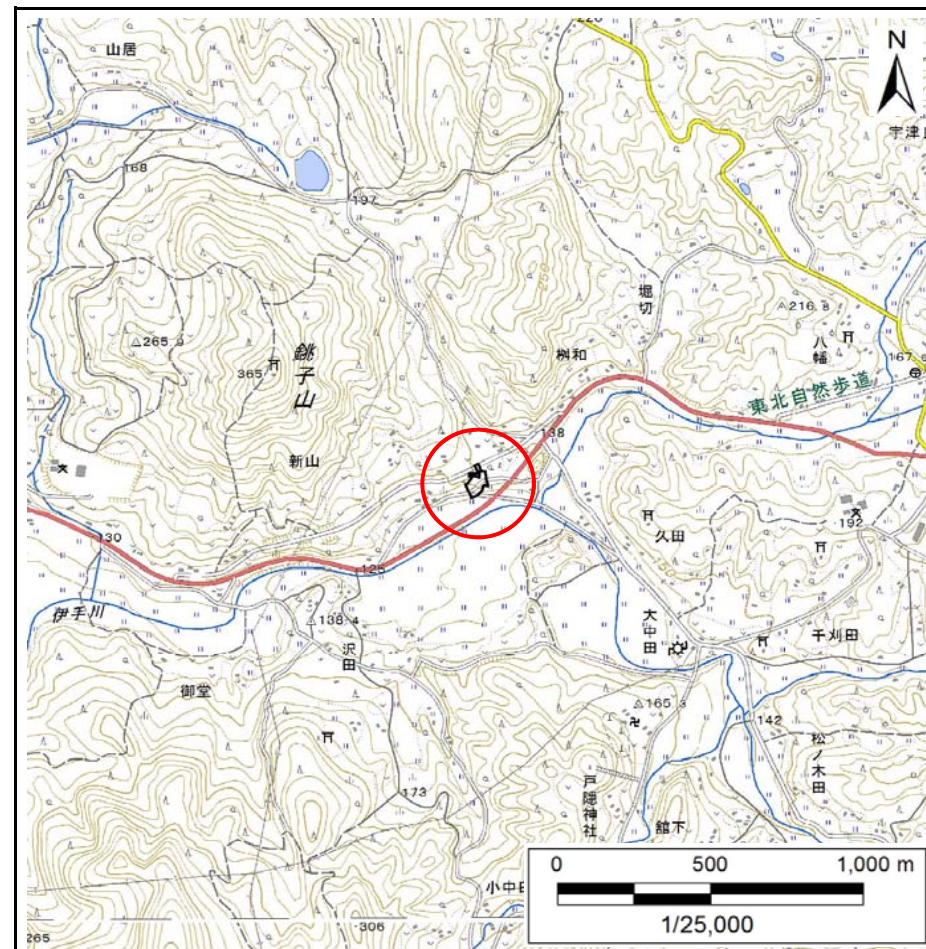 山居
220
N
宇津
168
197
堀切
216.8
265.9
銚子山
365
桝和
八幡
167.
東北自然歩道
138
新山
192
久田
130
125
伊手川
138.4
沢田
大中田
千刈田
御堂
165.3
142
松ノ木田
173
戸隠神社
舘下
小中
0 500 1,000 m
1/25,000
265
306